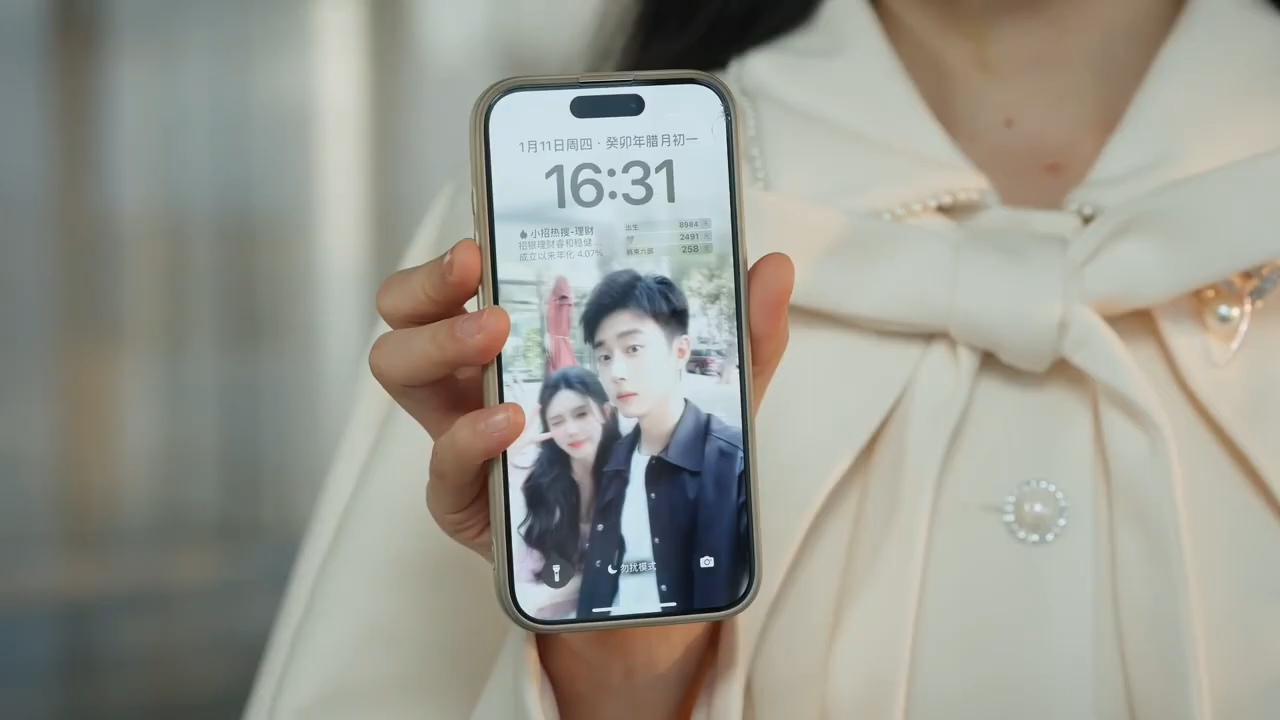 1月11日周四 · 癸卯年腊月初一
16:31
小招热搜-理财
招银理财睿和稳健...
成立以来年化 4.07%
出生 8984 天
2491
258
勿扰模式